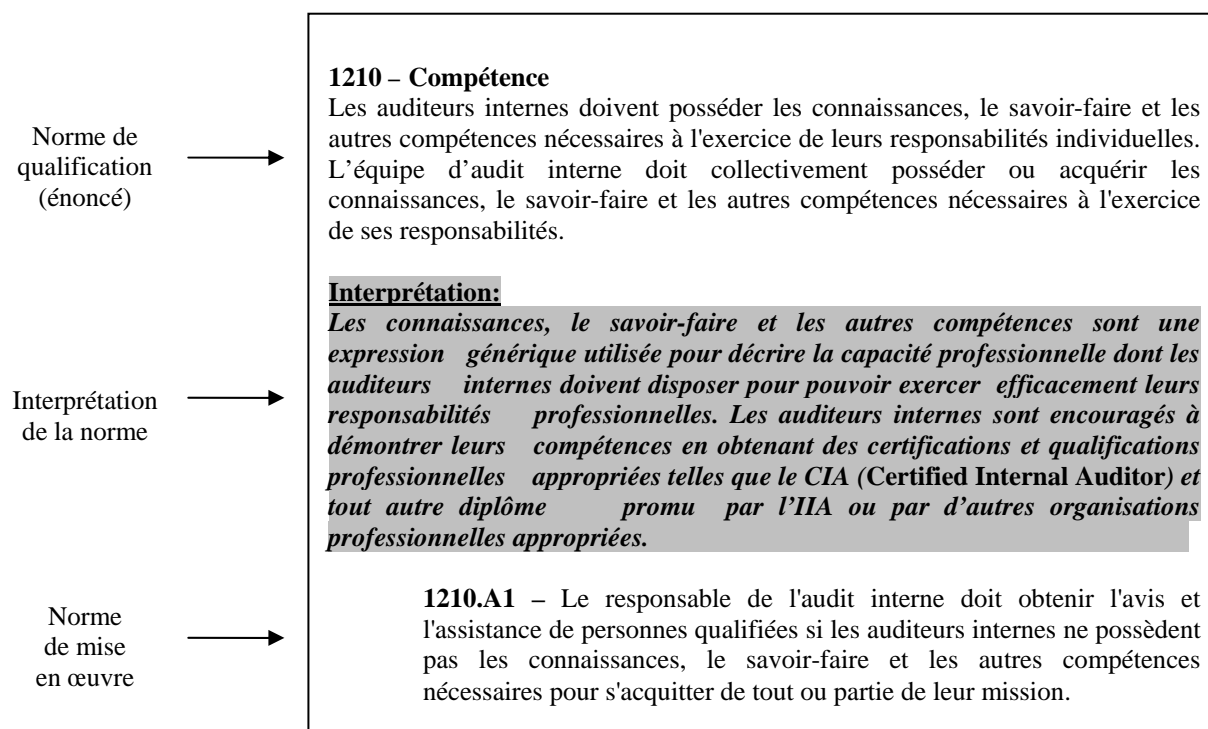 1210 – Compétence
Norme de
qualification
(énoncé)
Les auditeurs internes doivent posséder les connaissances, le savoir-faire et les
autres compétences nécessaires à l'exercice de leurs responsabilités individuelles.
L’équipe d’audit interne doit collectivement posséder ou acquérir les
connaissances, le savoir-faire et les autres compétences nécessaires à l'exercice
de ses responsabilités.
Interprétation
de la norme
Interprétation:
Les connaissances, le savoir-faire et les autres compétences sont une
expression générique utilisée pour décrire la capacité professionnelle dont les
auditeurs internes doivent disposer pour pouvoir exercer efficacement leurs
responsabilités professionnelles. Les auditeurs internes sont encouragés à
démontrer leurs compétences en obtenant des certifications et qualifications
professionnelles appropriées telles que le CIA (Certified Internal Auditor) et
tout autre diplôme promu par l’IIA ou par d’autres organisations
professionnelles appropriées.
Norme
de mise
en œuvre
1210.A1 – Le responsable de l'audit interne doit obtenir l'avis et
l'assistance de personnes qualifiées si les auditeurs internes ne possèdent
pas les connaissances, le savoir-faire et les autres compétences
nécessaires pour s'acquitter de tout ou partie de leur mission.